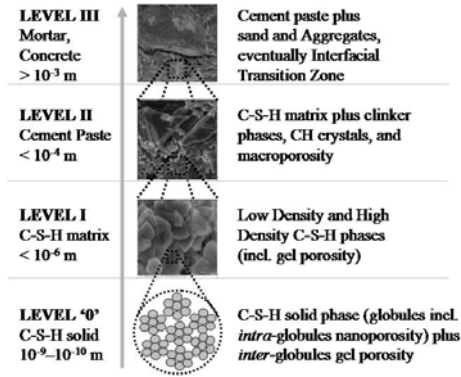 LEVEL III
Mortar,
Concrete
> 10⁻³ m
Cement paste plus
sand and Aggregates,
eventually Interfacial
Transition Zone
LEVEL II
Cement Paste
< 10⁻⁴ m
C-S-H matrix plus clinker
phases, CH crystals, and
macroporosity
LEVEL I
C-S-H matrix
< 10⁻⁶ m
Low Density and High
Density C-S-H phases
(incl. gel porosity)
LEVEL ‘0’
C-S-H solid
10⁻⁹–10⁻¹⁰ m
C-S-H solid phase (globules incl.
intra-globules nanoporosity) plus
inter-globules gel porosity